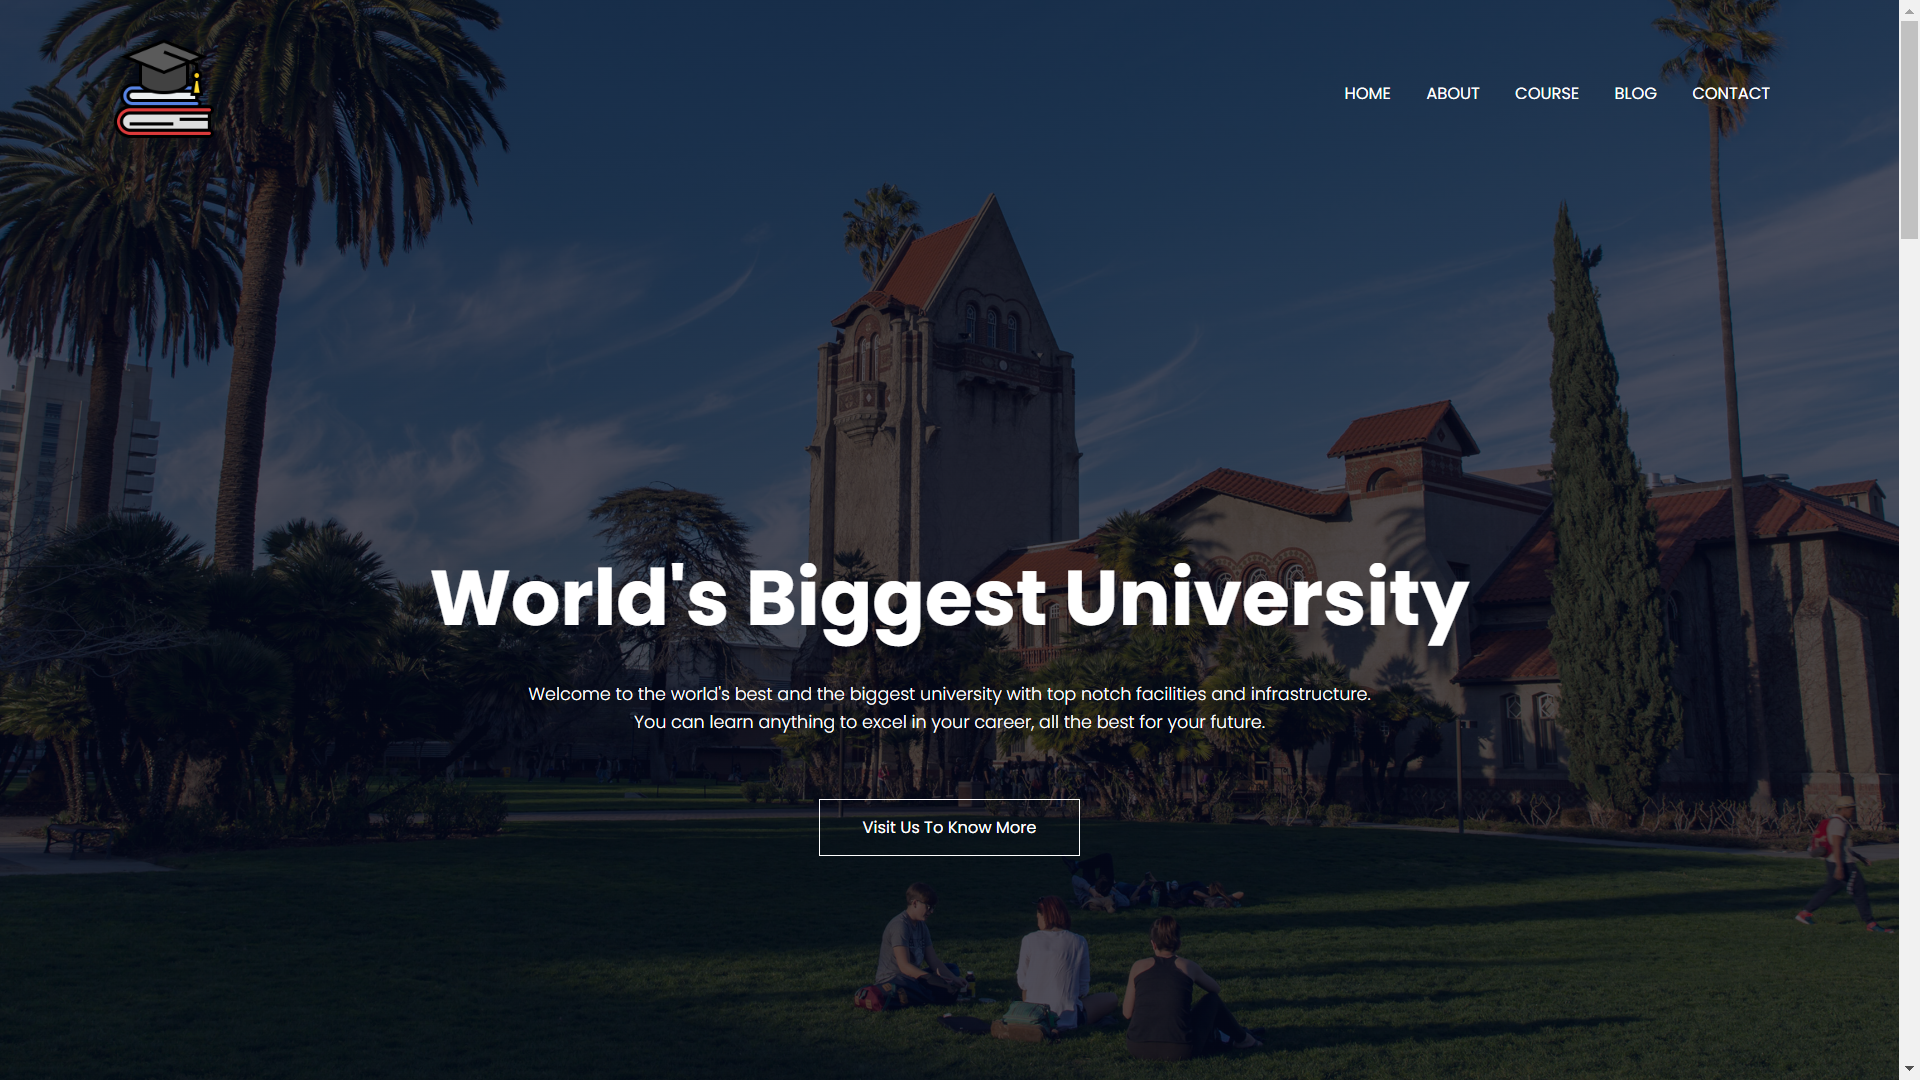 HOME ABOUT COURSE BLOG CONTACT
World's Biggest University
Welcome to the world's best and the biggest university with top notch facilities and infrastructure.
You can learn anything to excel in your career, all the best for your future.
Visit Us To Know More